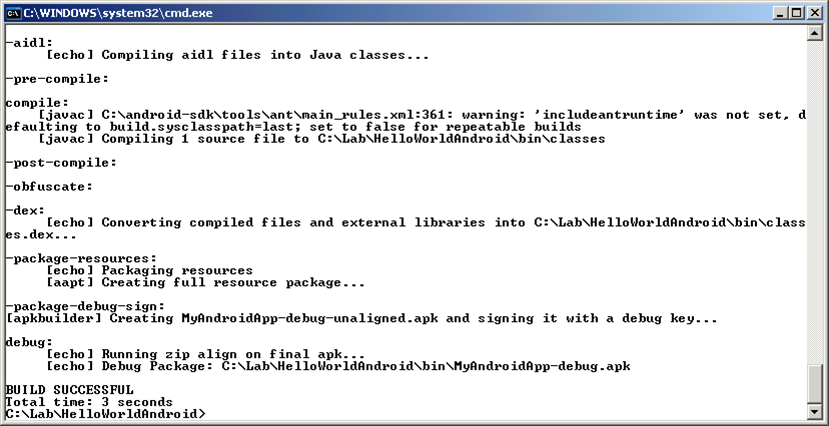 C:\WINDOWS\system32\cmd.exe
-aidl:
[echo] Compiling aidl files into Java classes...
-pre-compile:
compile:
[javac] C:\android-sdk\tools\ant\main_rules.xml:361: warning: 'includeantruntime' was not set, d
efaulting to build.sysclasspath=last; set to false for repeatable builds
[javac] Compiling 1 source file to C:\Lab\HelloWorldAndroid\bin\classes
-post-compile:
-obfuscate:
-dex:
[echo] Converting compiled files and external libraries into C:\Lab\HelloWorldAndroid\bin\class
es.dex...
-package-resources:
[echo] Packaging resources
[aapt] Creating full resource package...
-package-debug-sign:
[apkbuilder] Creating MyAndroidApp-debug-unaligned.apk and signing it with a debug key...
debug:
[echo] Running zip align on final apk...
[echo] Debug Package: C:\Lab\HelloWorldAndroid\bin\MyAndroidApp-debug.apk
BUILD SUCCESSFUL
Total time: 3 seconds
C:\Lab\HelloWorldAndroid>